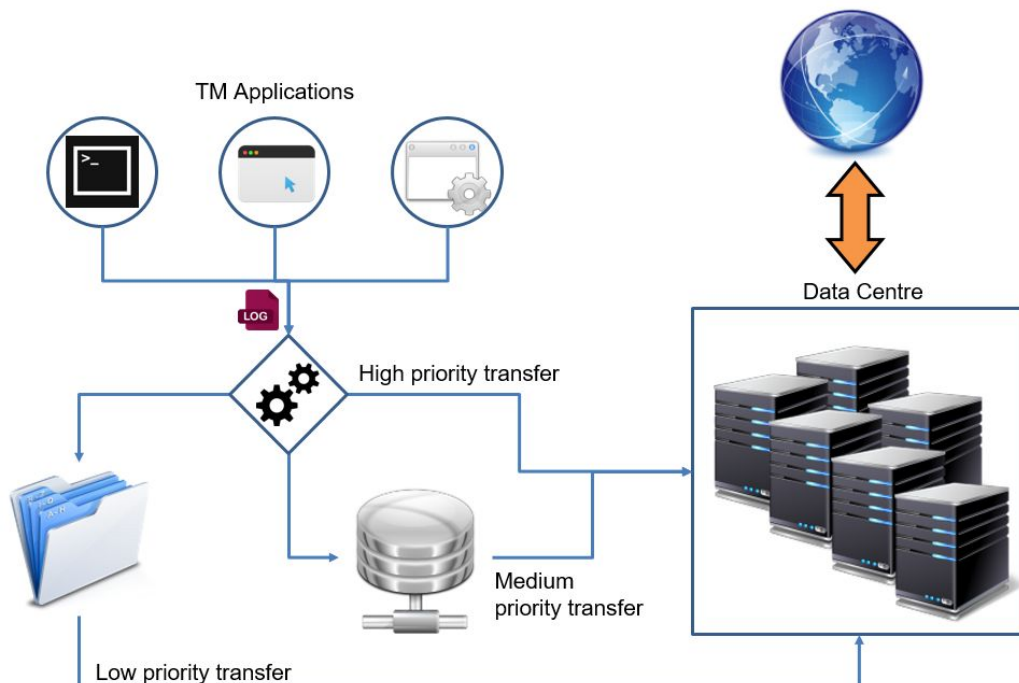 TM Applications
>_
LOG
Data Centre
High priority transfer
A-H
Medium
priority transfer
Low priority transfer